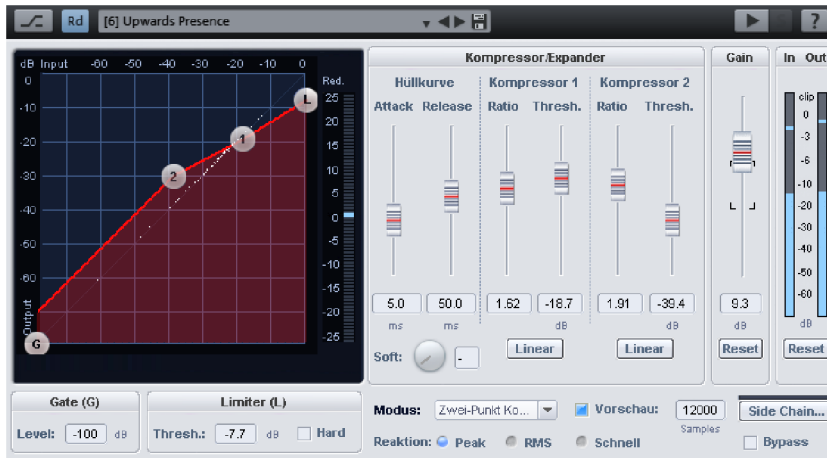 Rd [6] Upwards Presence ?
dB Input -60 -50 -40 -30 -20 -10 0
0
-10
-20
-30
-40
-50
-60
Output
L
1
2
G
Red.
25
20
15
10
5
0
-5
-10
-15
-20
-25
Kompressor/Expander
Hüllkurve Kompressor 1 Kompressor 2
Attack Release Ratio Thresh. Ratio Thresh.
5.0 50.0 1.62 -18.7 1.91 -39.4
ms ms dB dB
Soft: - Linear Linear
Gain
9.3
dB
Reset
In Out
clip
0
-3
-6
-10
-20
-30
-40
-50
-60
dB
Reset
Gate (G)
Level: -100 dB
Limiter (L)
Thresh.: -7.7 dB Hard
Modus: Zwei-Punkt Ko... Vorschau: 12000 Side Chain...
Samples
Reaktion: Peak RMS Schnell Bypass